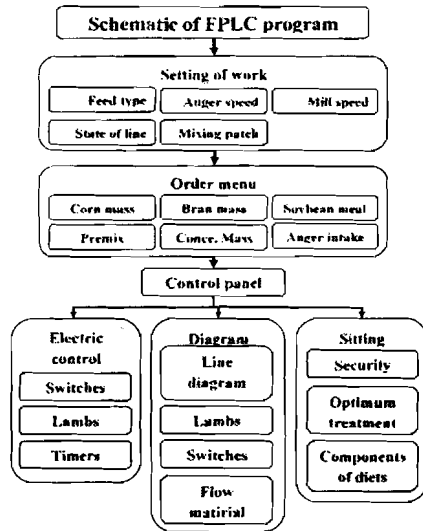 Schematic of FPLC program
Setting of work
Feed type
Auger speed
Mill speed
State of line
Mixing patch
Order menu
Corn mass
Bran mass
Soybean meal
Premix
Conce. Mass
Auger intake
Control panel
Electric
control
Switches
Lambs
Timers
Diagram
Line
diagram
Lambs
Switches
Flow
matirial
Sitting
Security
Optimum
treatment
Components
of diets